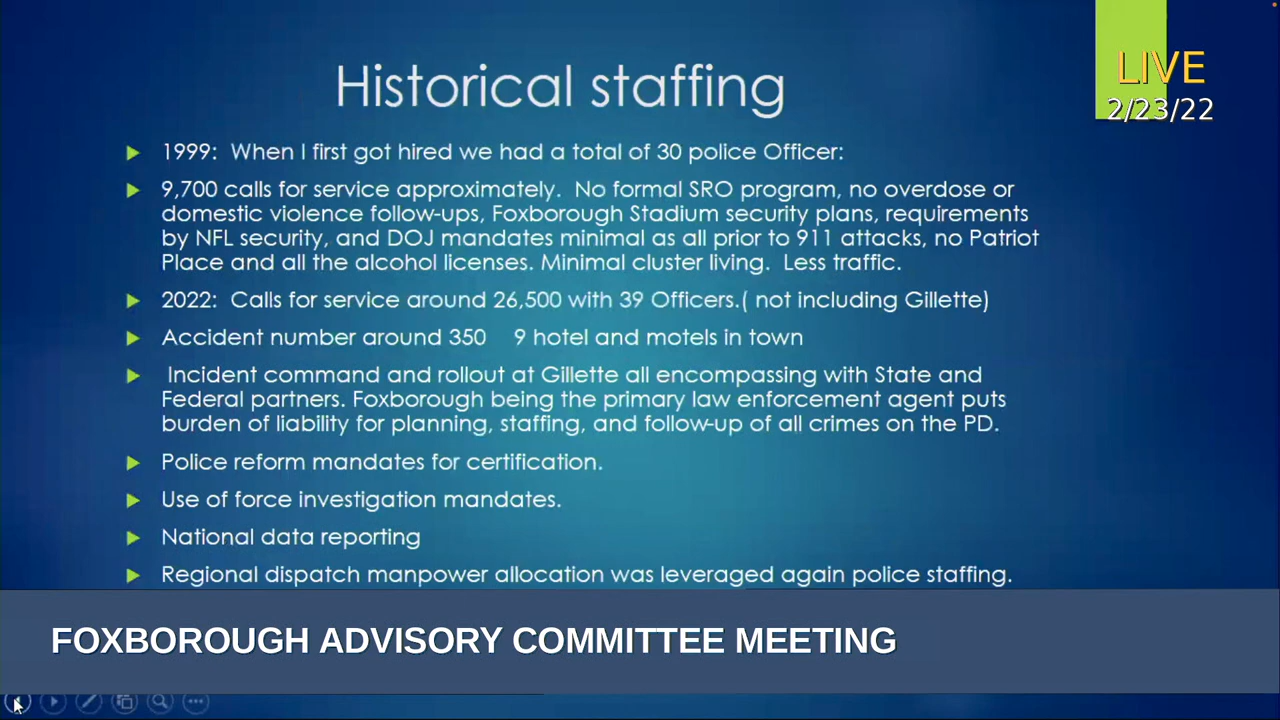 Historical staffing
LIVE
2/23/22
1999:  When I first got hired we had a total of 30 police Officer:
9,700 calls for service approximately.  No formal SRO program, no overdose or
domestic violence follow-ups, Foxborough Stadium security plans, requirements
by NFL security, and DOJ mandates minimal as all prior to 911 attacks, no Patriot
Place and all the alcohol licenses. Minimal cluster living.  Less traffic.
2022:  Calls for service around 26,500 with 39 Officers.( not including Gillette)
Accident number around 350    9 hotel and motels in town
Incident command and rollout at Gillette all encompassing with State and
Federal partners. Foxborough being the primary law enforcement agent puts
burden of liability for planning, staffing, and follow-up of all crimes on the PD.
Police reform mandates for certification.
Use of force investigation mandates.
National data reporting
Regional dispatch manpower allocation was leveraged again police staffing.
FOXBOROUGH ADVISORY COMMITTEE MEETING